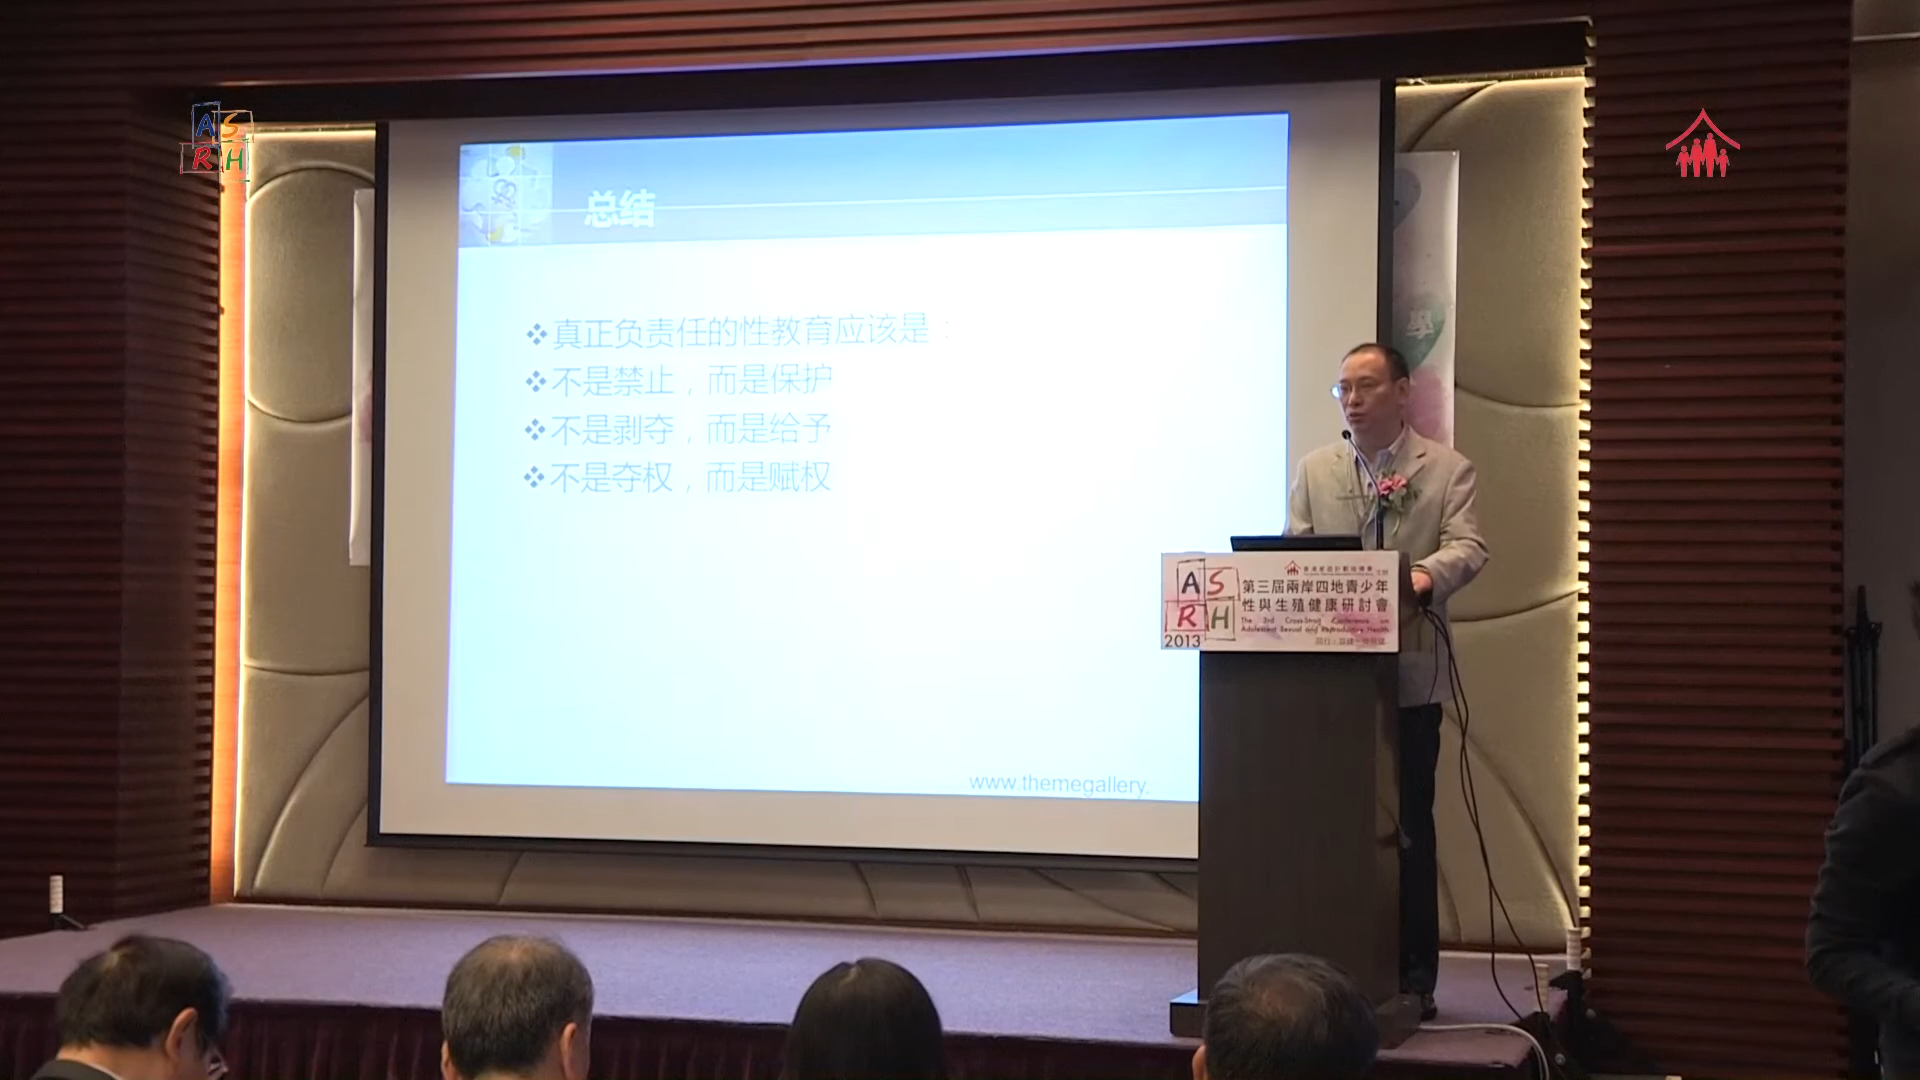 A S
R H
总结
真正负责任的性教育应该是：
不是禁止，而是保护
不是剥夺，而是给予
不是夺权，而是赋权
www.themegallery.
學
A S
R H
2013
第三屆兩岸四地青少年
性與生殖健康研討會
The 3rd Cross-Strait Conference on
Adolescent Sexual and Reproductive Health